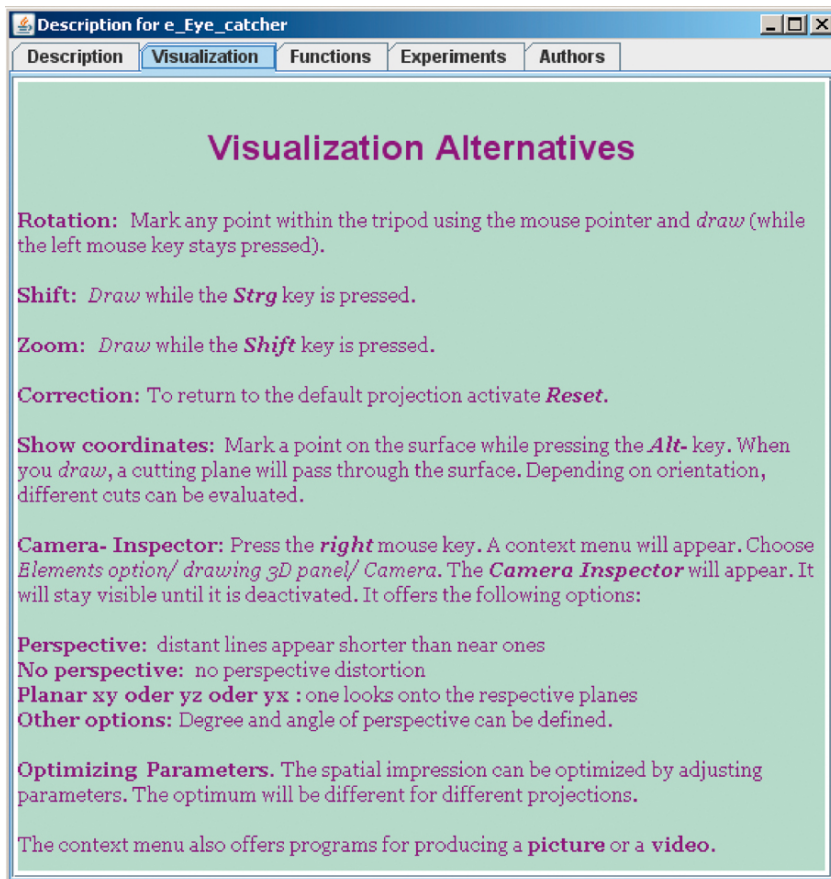 Description for e_Eye_catcher
Description Visualization Functions Experiments Authors
Visualization Alternatives
Rotation: Mark any point within the tripod using the mouse pointer and draw (while
the left mouse key stays pressed).
Shift: Draw while the Strg key is pressed.
Zoom: Draw while the Shift key is pressed.
Correction: To return to the default projection activate Reset.
Show coordinates: Mark a point on the surface while pressing the Alt- key. When
you draw, a cutting plane will pass through the surface. Depending on orientation,
different cuts can be evaluated.
Camera- Inspector: Press the right mouse key. A context menu will appear. Choose
Elements option/ drawing 3D panel/ Camera. The Camera Inspector will appear. It
will stay visible until it is deactivated. It offers the following options:
Perspective: distant lines appear shorter than near ones
No perspective: no perspective distortion
Planar xy oder yz oder yx : one looks onto the respective planes
Other options: Degree and angle of perspective can be defined.
Optimizing Parameters. The spatial impression can be optimized by adjusting
parameters. The optimum will be different for different projections.
The context menu also offers programs for producing a picture or a video.